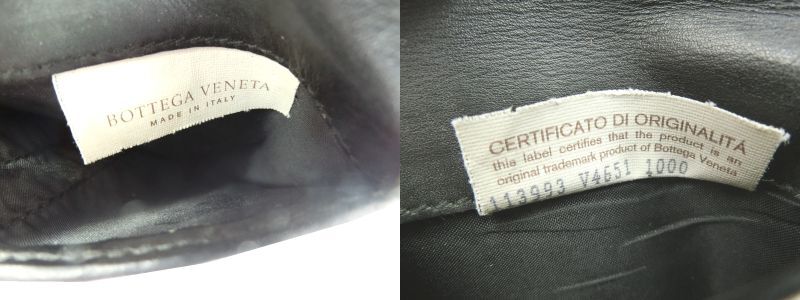 BOTTEGA VENETA
MADE IN ITALY
CERTIFICATO DI ORIGINALITÀ
this label certifies that the product is an
original trademark product of Bottega Veneta
113993 V4651 1000